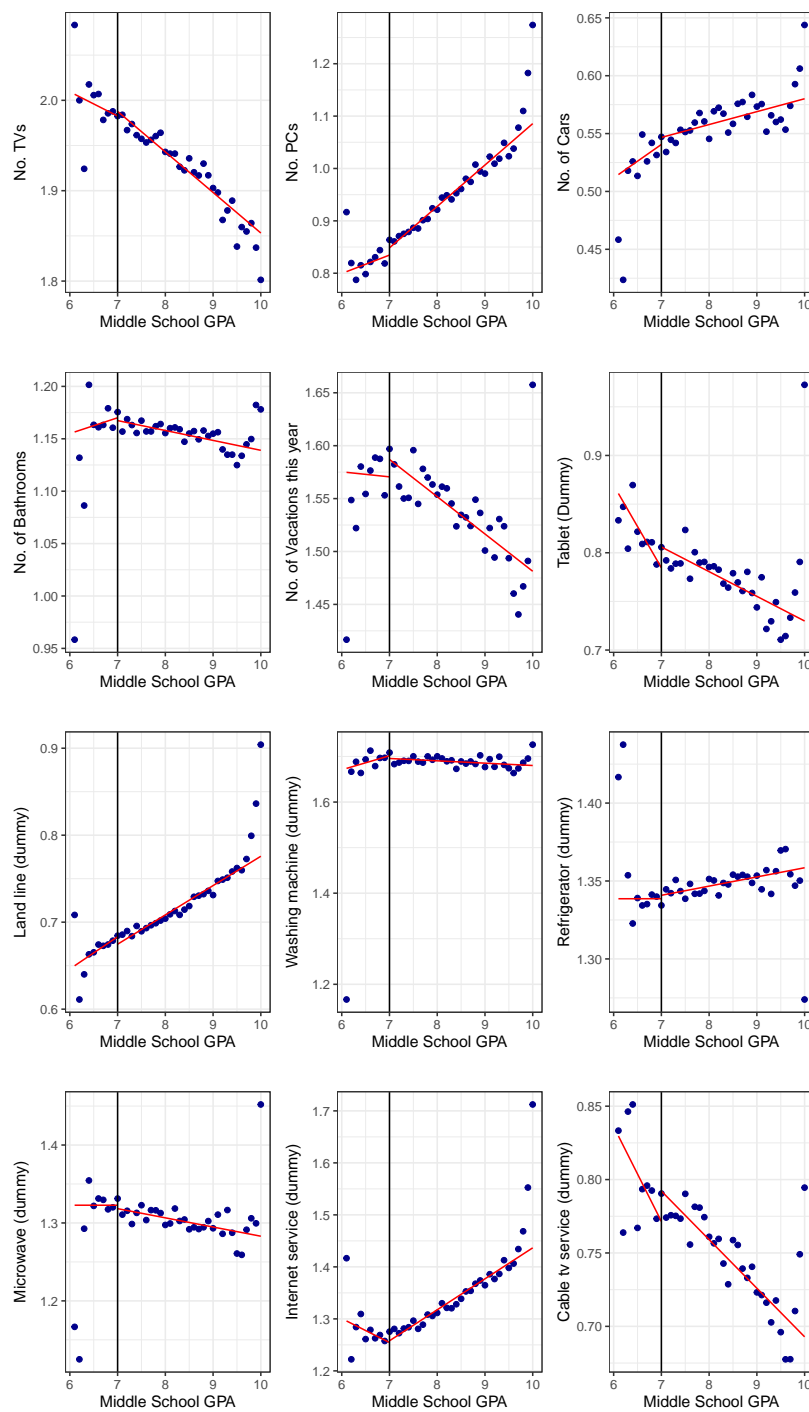 No. TVs
2.0
1.9
1.8
6 7 8 9 10
Middle School GPA
No. PCs
1.2
1.1
1.0
0.9
0.8
0.7
6 7 8 9 10
Middle School GPA
No. of Cars
0.65
0.60
0.55
0.50
0.45
6 7 8 9 10
Middle School GPA
No. of Bathrooms
1.20
1.15
1.10
1.05
1.00
0.95
6 7 8 9 10
Middle School GPA
No. of Vacations this year
1.65
1.60
1.55
1.50
1.45
6 7 8 9 10
Middle School GPA
Tablet (Dummy)
0.9
0.8
0.7
6 7 8 9 10
Middle School GPA
Land line (dummy)
0.9
0.8
0.7
0.6
6 7 8 9 10
Middle School GPA
Washing machine (dummy)
1.6
1.4
1.2
6 7 8 9 10
Middle School GPA
Refrigerator (dummy)
1.40
1.35
1.30
6 7 8 9 10
Middle School GPA
Microwave (dummy)
1.4
1.3
1.2
6 7 8 9 10
Middle School GPA
Internet service (dummy)
1.7
1.6
1.5
1.4
1.3
1.2
6 7 8 9 10
Middle School GPA
Cable tv service (dummy)
0.85
0.80
0.75
0.70
6 7 8 9 10
Middle School GPA